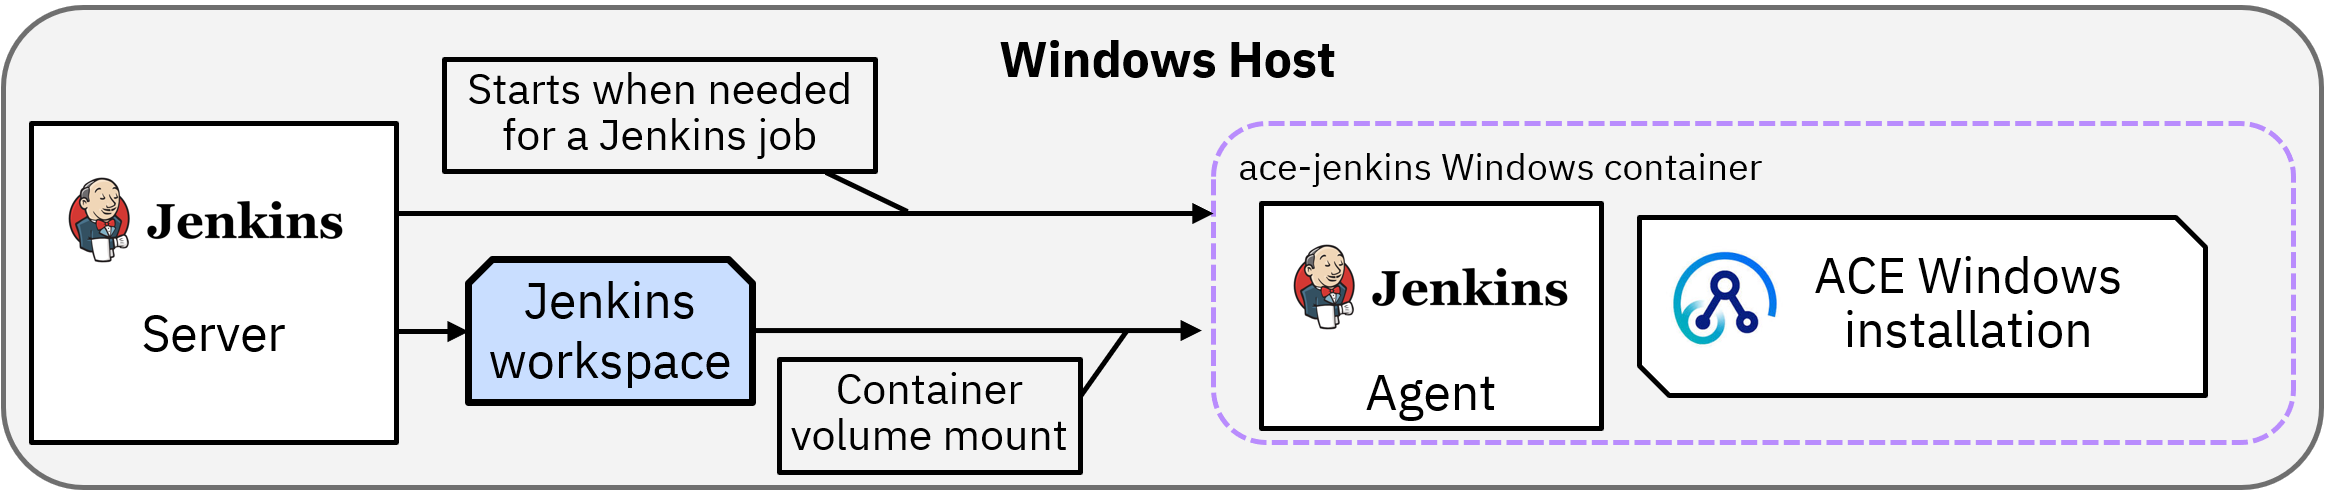 Windows Host
Starts when needed
for a Jenkins job
Jenkins
Server
Jenkins
workspace
Container
volume mount
ace-jenkins Windows container
Jenkins
Agent
ACE Windows
installation